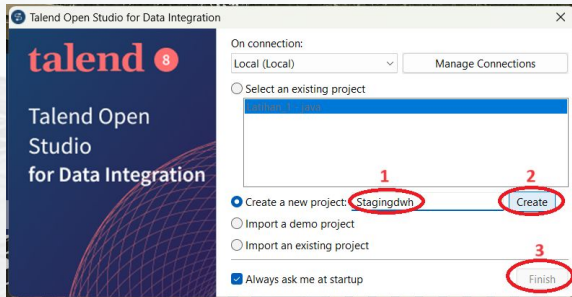 Talend Open Studio for Data Integration
talend 8
Talend Open
Studio
for Data Integration
On connection:
Local (Local)
Manage Connections
Select an existing project
Latihan_1 - java
1
2
Create a new project:
Stagingdwh
Create
Import a demo project
Import an existing project
3
Always ask me at startup
Finish